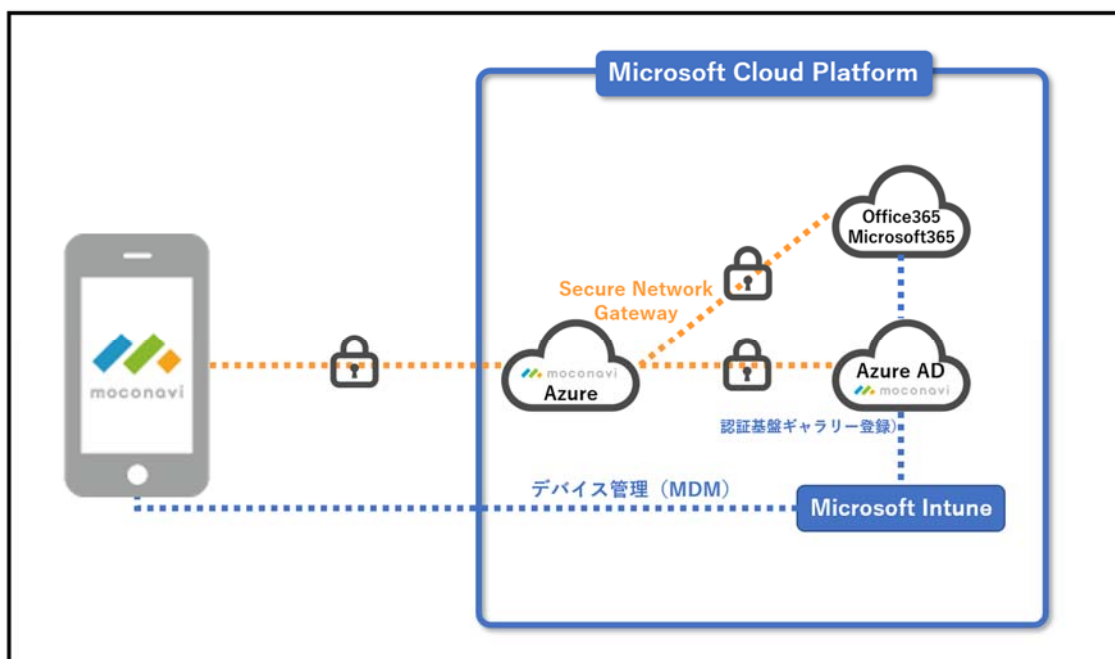 Microsoft Cloud Platform
Office365
Microsoft365
Secure Network
Gateway
moconavi
moconavi
Azure
Azure AD
moconavi
認証基盤ギャラリー登録）
デバイス管理（MDM）
Microsoft Intune